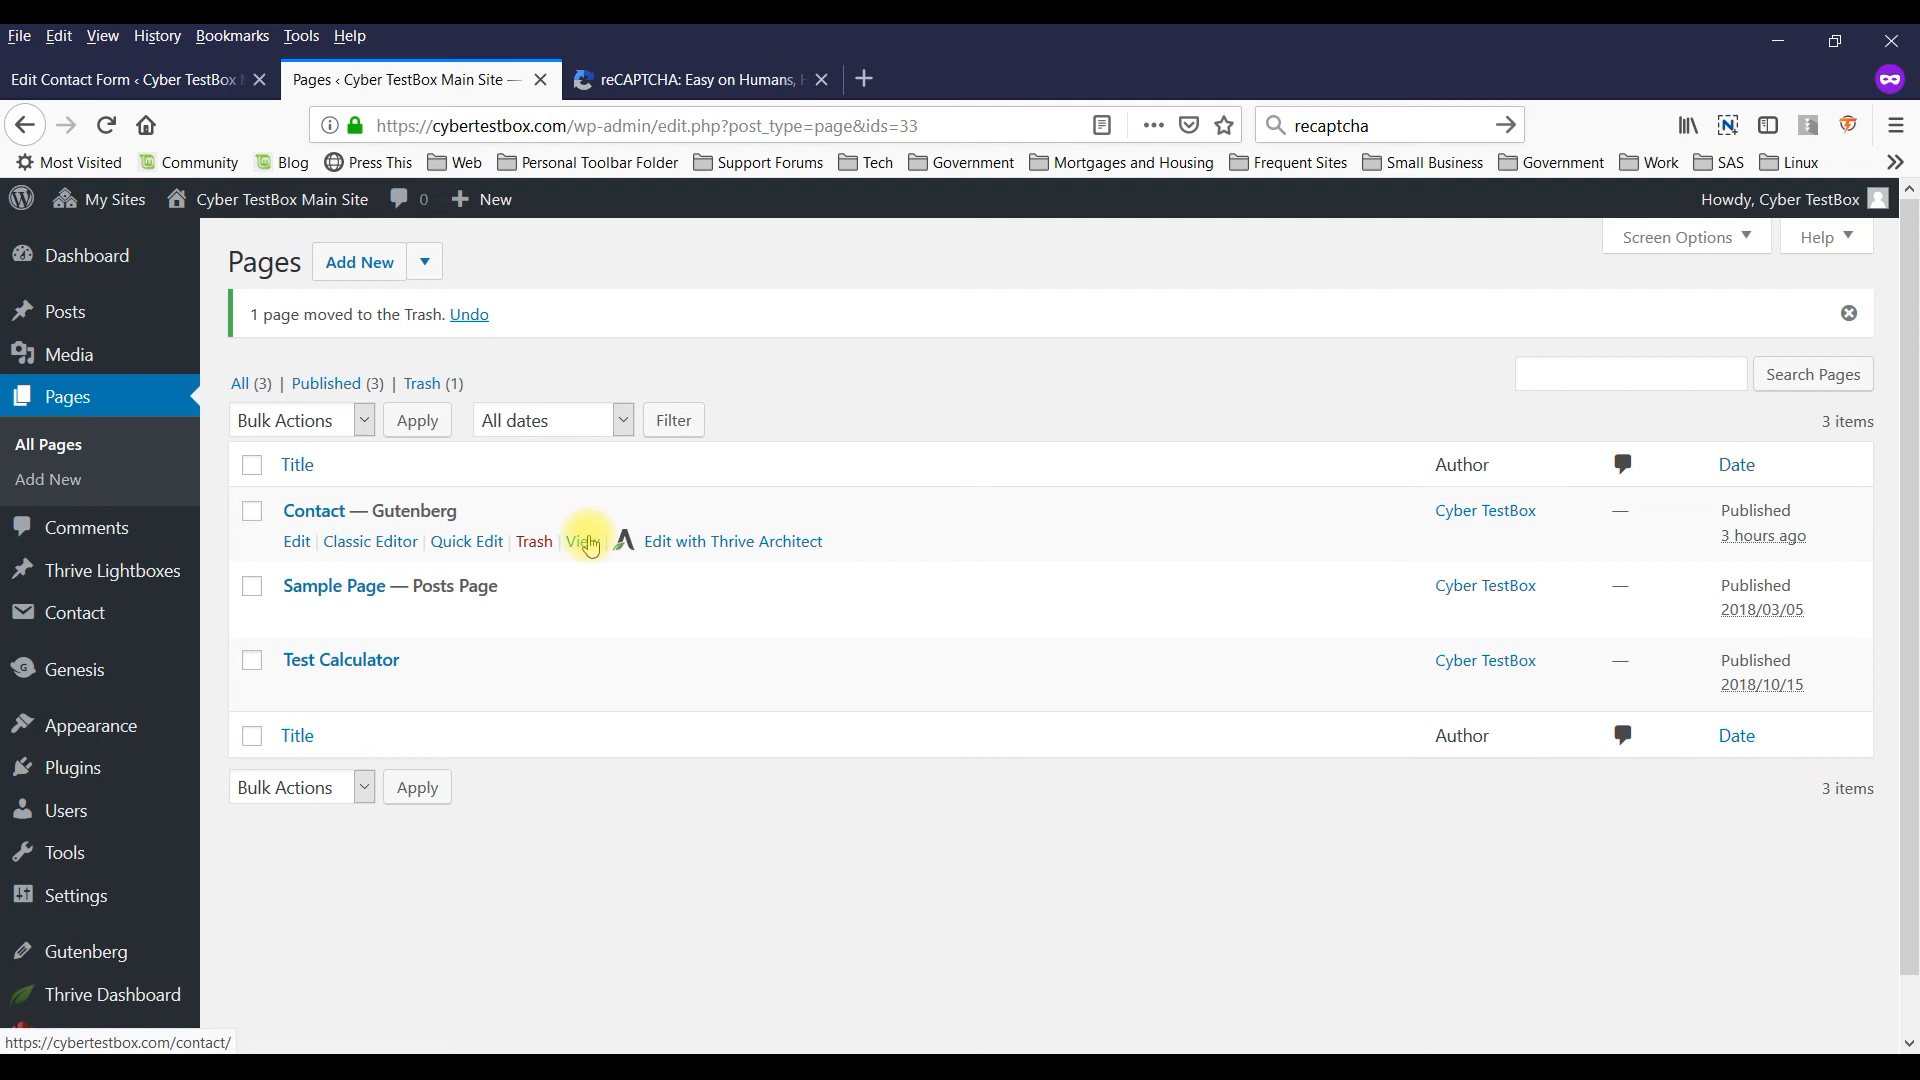 File Edit View History Bookmarks Tools Help
Edit Contact Form ‹ Cyber TestBox
Pages ‹ Cyber TestBox Main Site —
reCAPTCHA: Easy on Humans,
https://cybertestbox.com/wp-admin/edit.php?post_type=page&ids=33
recaptcha
Most Visited Community Blog Press This Web Personal Toolbar Folder Support Forums Tech Government Mortgages and Housing Frequent Sites Small Business Government Work SAS Linux
My Sites Cyber TestBox Main Site 0 New
Howdy, Cyber TestBox
Dashboard
Posts
Media
Pages
All Pages
Add New
Comments
Thrive Lightboxes
Contact
Genesis
Appearance
Plugins
Users
Tools
Settings
Gutenberg
Thrive Dashboard
https://cybertestbox.com/contact/
Screen Options Help
Pages Add New
1 page moved to the Trash. Undo
All (3) | Published (3) | Trash (1)
Search Pages
Bulk Actions Apply All dates Filter
3 items
Title Author Date
Contact — Gutenberg Cyber TestBox — Published
Edit | Classic Editor | Quick Edit | Trash | View | Edit with Thrive Architect 3 hours ago
Sample Page — Posts Page Cyber TestBox — Published
2018/03/05
Test Calculator Cyber TestBox — Published
2018/10/15
Title Author Date
Bulk Actions Apply
3 items